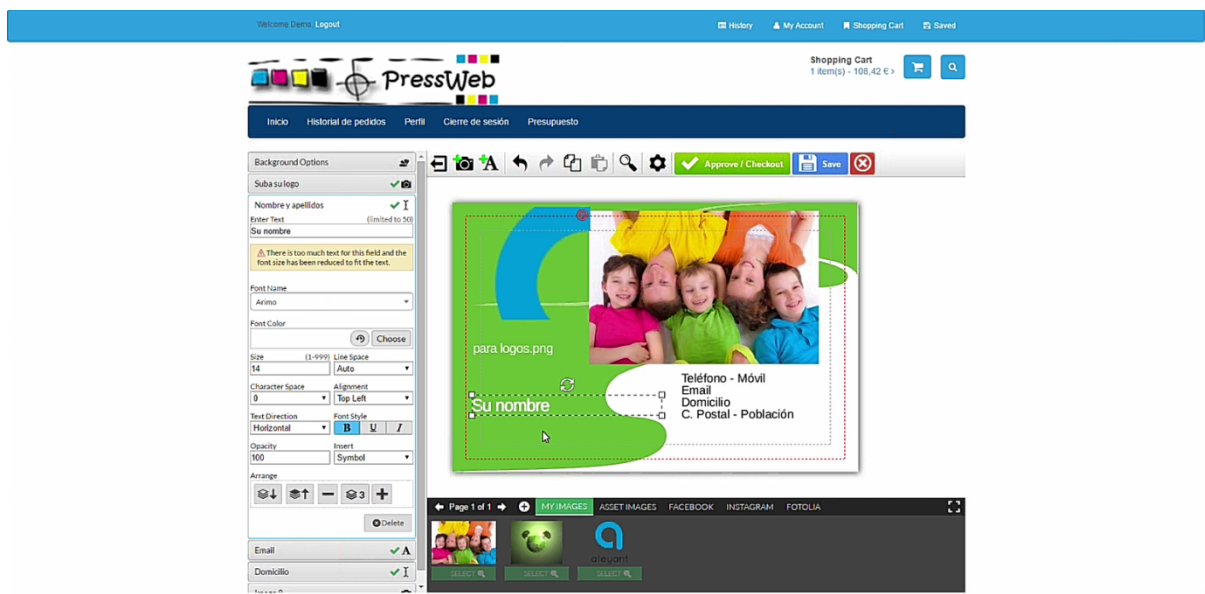 Welcome Demo, Logout
History
My Account
Shopping Cart
Saved
PressWeb
Shopping Cart
1 item(s) - 108,42 € >
Inicio
Historial de pedidos
Perfil
Cierre de sesión
Presupuesto
Background Options
Suba su logo
Nombre y apellidos
Enter Text (limited to 50)
Su nombre
There is too much text for this field and the
font size has been reduced to fit the text.
Font Name
Arimo
Font Color
Choose
Size (1-999) Line Space
14 Auto
Character Space Alignment
0 Top Left
Text Direction Font Style
Horizontal B U I
Opacity Insert
100 Symbol
Arrange
3
Delete
Email A
Domicilio
A
Approve / Checkout
Save
para logos.png
Su nombre
Teléfono - Móvil
Email
Domicilio
C. Postal - Población
Page 1 of 1
MY IMAGES
ASSET IMAGES
FACEBOOK
INSTAGRAM
FOTOLIA
aleyant
SELECT
SELECT
SELECT